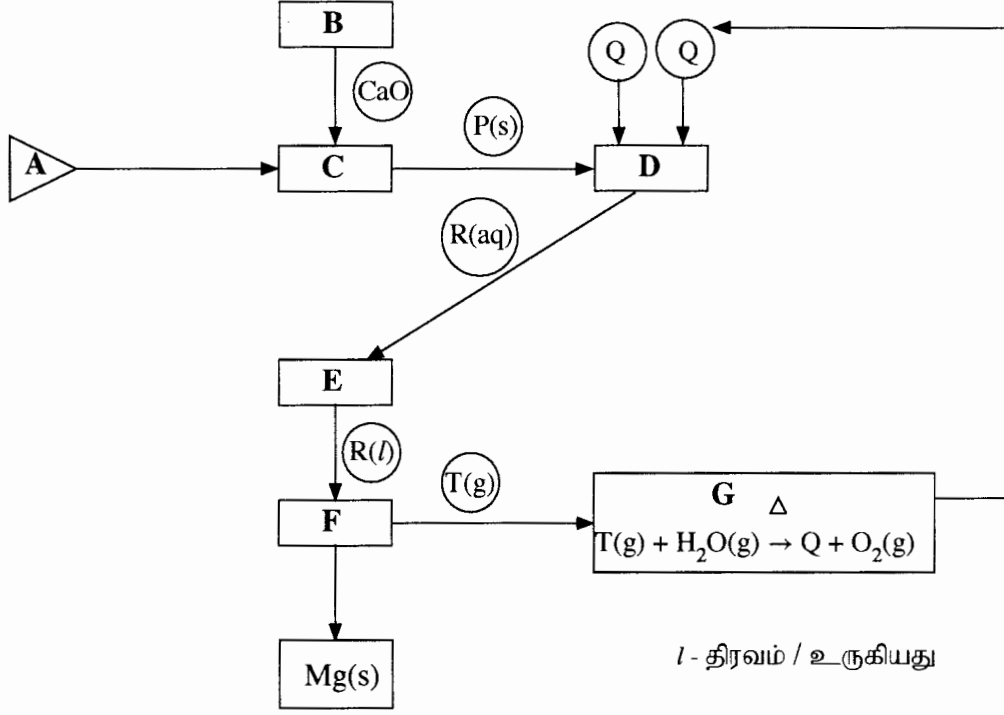 B
Q
Q
CaO
P(s)
A
C
D
R(aq)
E
R(l)
T(g)
F
G
Δ
T(g) + H₂O(g) → Q + O₂(g)
Mg(s)
l - திரவம் / உருகியது